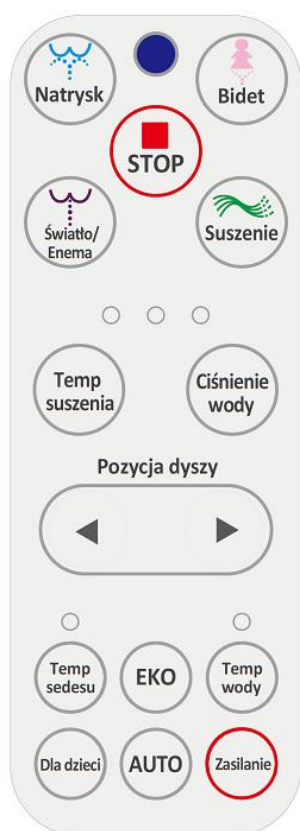 Natrysk
Bidet
STOP
Światło/
Enema
Suszenie
Temp
suszenia
Ciśnienie
wody
Pozycja dyszy
Temp
sedesu
EKO
Temp
wody
Dla dzieci
AUTO
Zasilanie